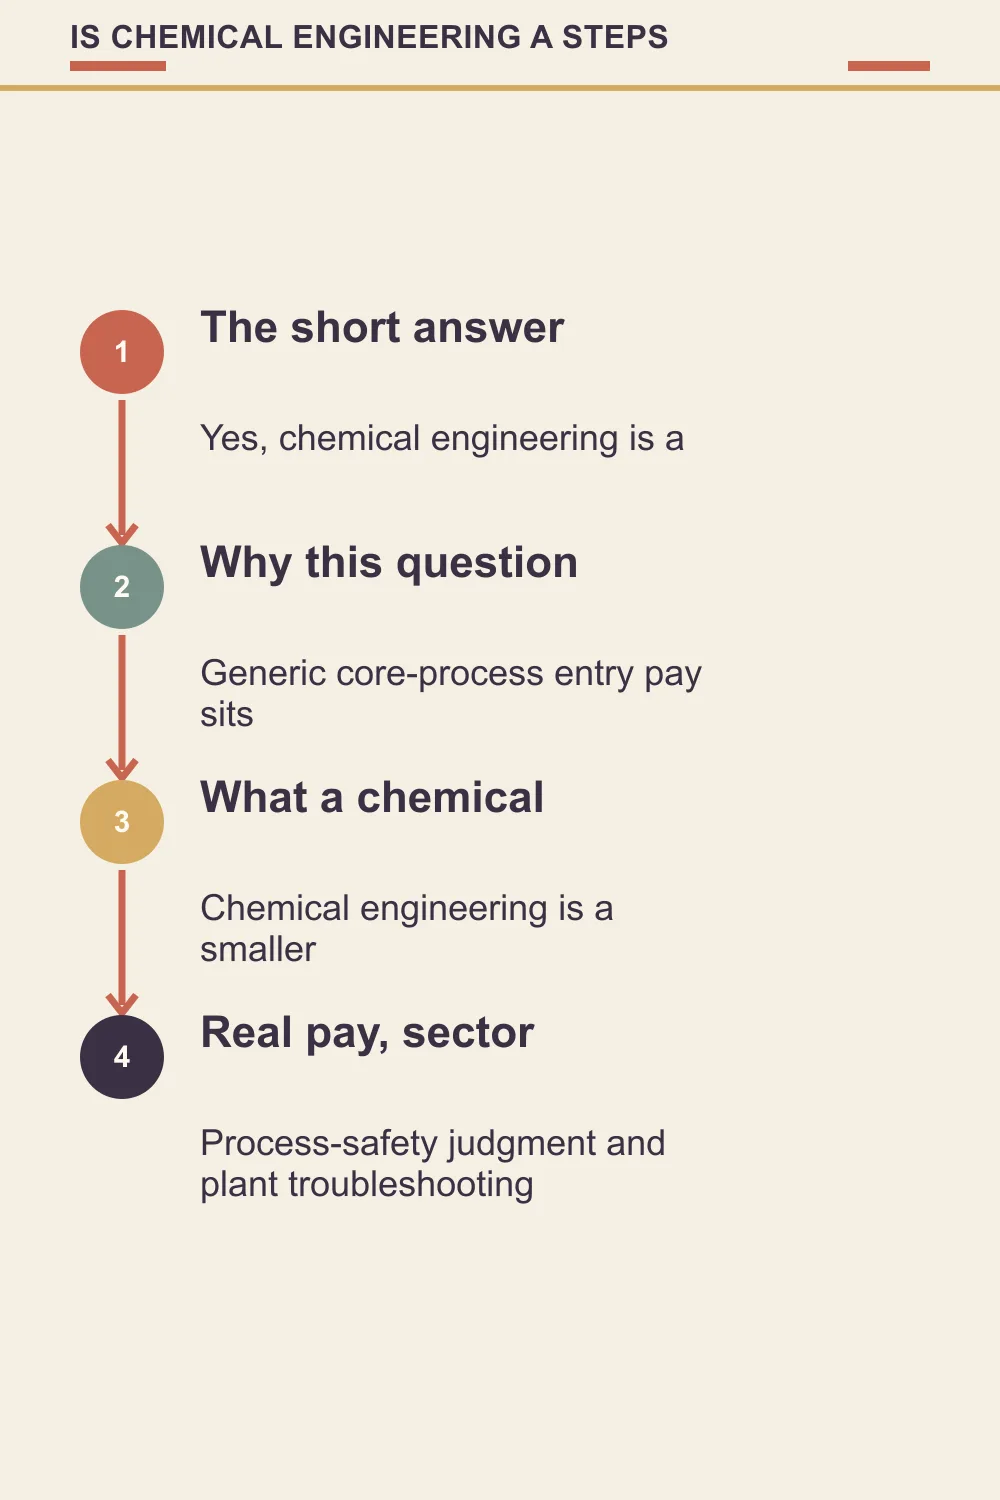 IS CHEMICAL ENGINEERING A STEPS
1
The short answer
Yes, chemical engineering is a
2
Why this question
Generic core-process entry pay
sits
3
What a chemical
Chemical engineering is a
smaller
4
Real pay, sector
Process-safety judgment and
plant troubleshooting